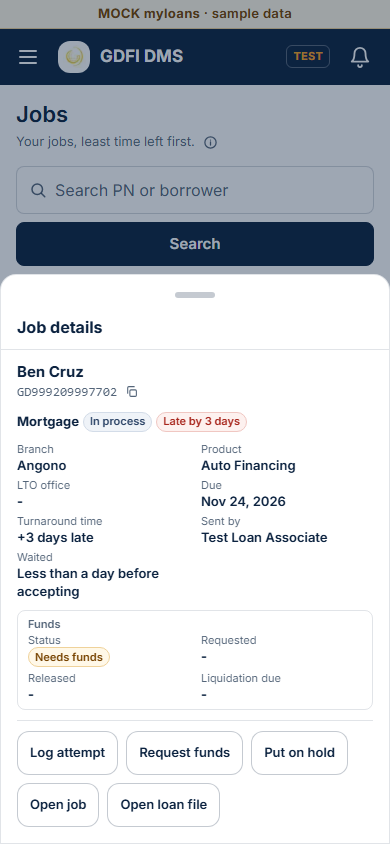 MOCK myloans · sample data
GDFI DMS
TEST
Jobs
Your jobs, least time left first.
Search PN or borrower
Search
Job details
Ben Cruz
GD999209997702
Mortgage In process Late by 3 days
Branch Product
Angono Auto Financing
LTO office Due
- Nov 24, 2026
Turnaround time Sent by
+3 days late Test Loan Associate
Waited
Less than a day before
accepting
Funds
Status Requested
Needs funds -
Released Liquidation due
- -
Log attempt Request funds Put on hold
Open job Open loan file